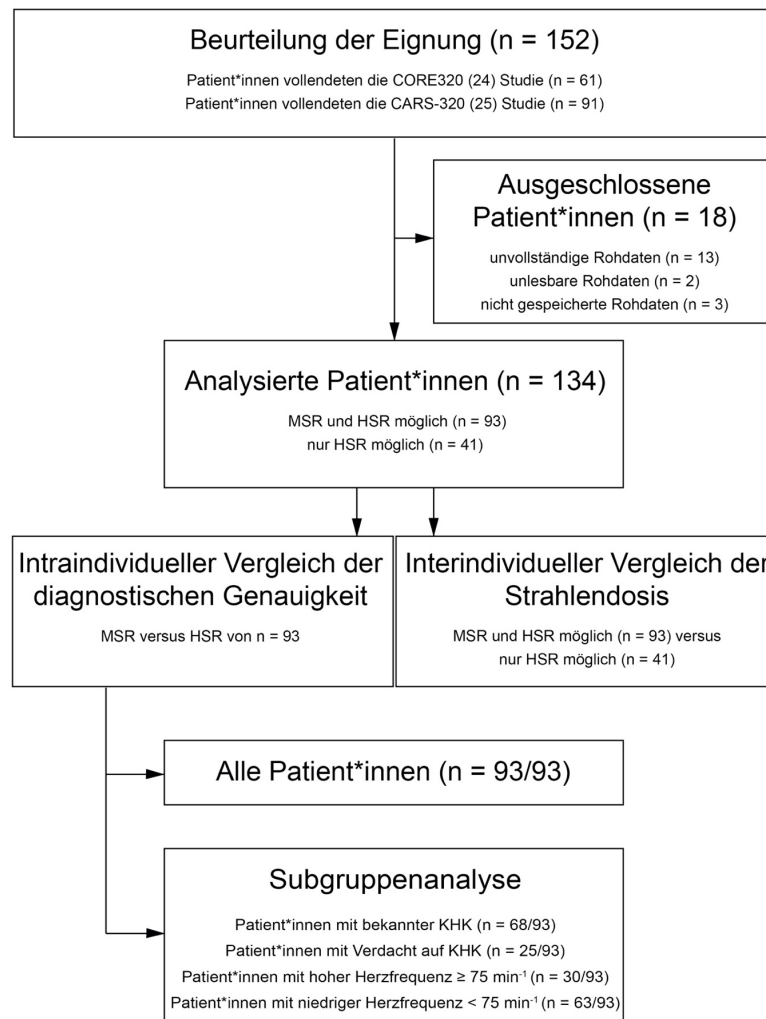 Beurteilung der Eignung (n = 152)
Patient*innen vollendeten die CORE320 (24) Studie (n = 61)
Patient*innen vollendeten die CARS-320 (25) Studie (n = 91)
Ausgeschlossene
Patient*innen (n = 18)
unvollständige Rohdaten (n = 13)
unlesbare Rohdaten (n = 2)
nicht gespeicherte Rohdaten (n = 3)
Analysierte Patient*innen (n = 134)
MSR und HSR möglich (n = 93)
nur HSR möglich (n = 41)
Intraindividueller Vergleich der
diagnostischen Genauigkeit
MSR versus HSR von n = 93
Interindividueller Vergleich der
Strahlendosis
MSR und HSR möglich (n = 93) versus
nur HSR möglich (n = 41)
Alle Patient*innen (n = 93/93)
Subgruppenanalyse
Patient*innen mit bekannter KHK (n = 68/93)
Patient*innen mit Verdacht auf KHK (n = 25/93)
Patient*innen mit hoher Herzfrequenz ≥ 75 min⁻¹ (n = 30/93)
Patient*innen mit niedriger Herzfrequenz < 75 min⁻¹ (n = 63/93)